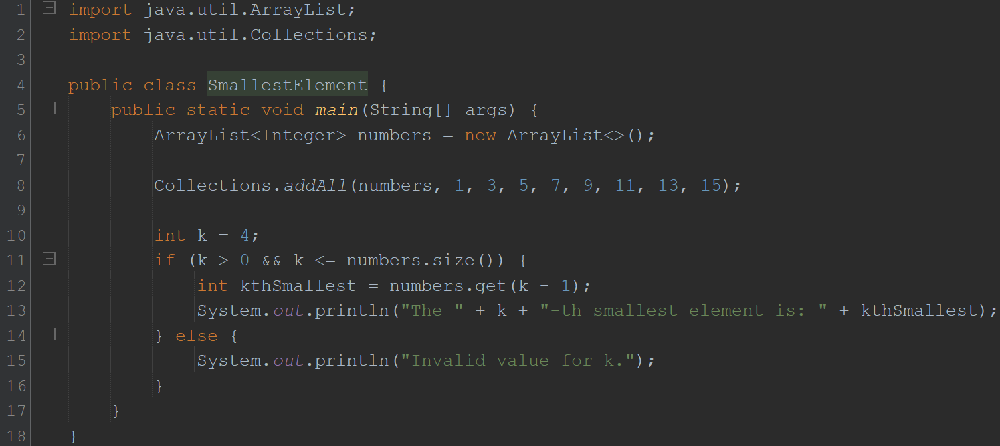 1 import java.util.ArrayList;
2 import java.util.Collections;
3
4 public class SmallestElement {
5     public static void main(String[] args) {
6         ArrayList<Integer> numbers = new ArrayList<>();
7
8         Collections.addAll(numbers, 1, 3, 5, 7, 9, 11, 13, 15);
9
10         int k = 4;
11         if (k > 0 && k <= numbers.size()) {
12             int kthSmallest = numbers.get(k - 1);
13             System.out.println("The " + k + "-th smallest element is: " + kthSmallest);
14         } else {
15             System.out.println("Invalid value for k.");
16         }
17     }
18 }